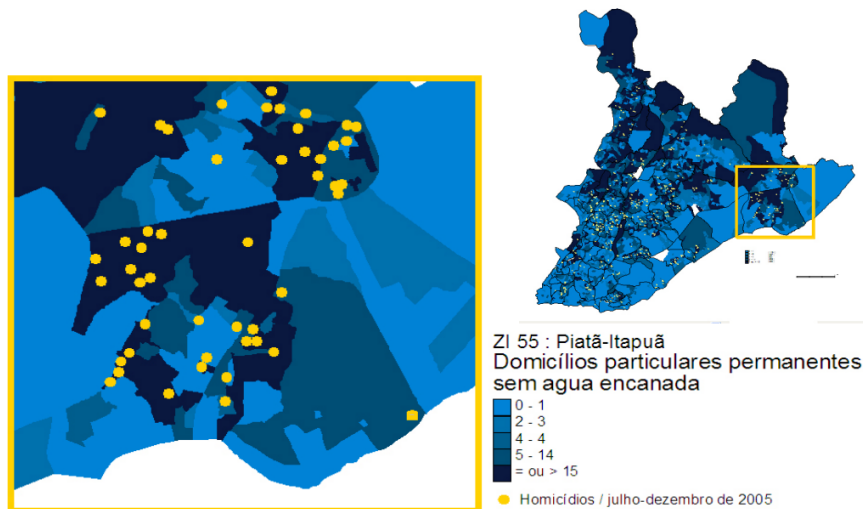 ZI 55 : Piatã-Itapuã
Domicílios particulares permanentes
sem agua encanada
0 - 1
2 - 3
4 - 4
5 - 14
= ou > 15
Homicídios / julho-dezembro de 2005